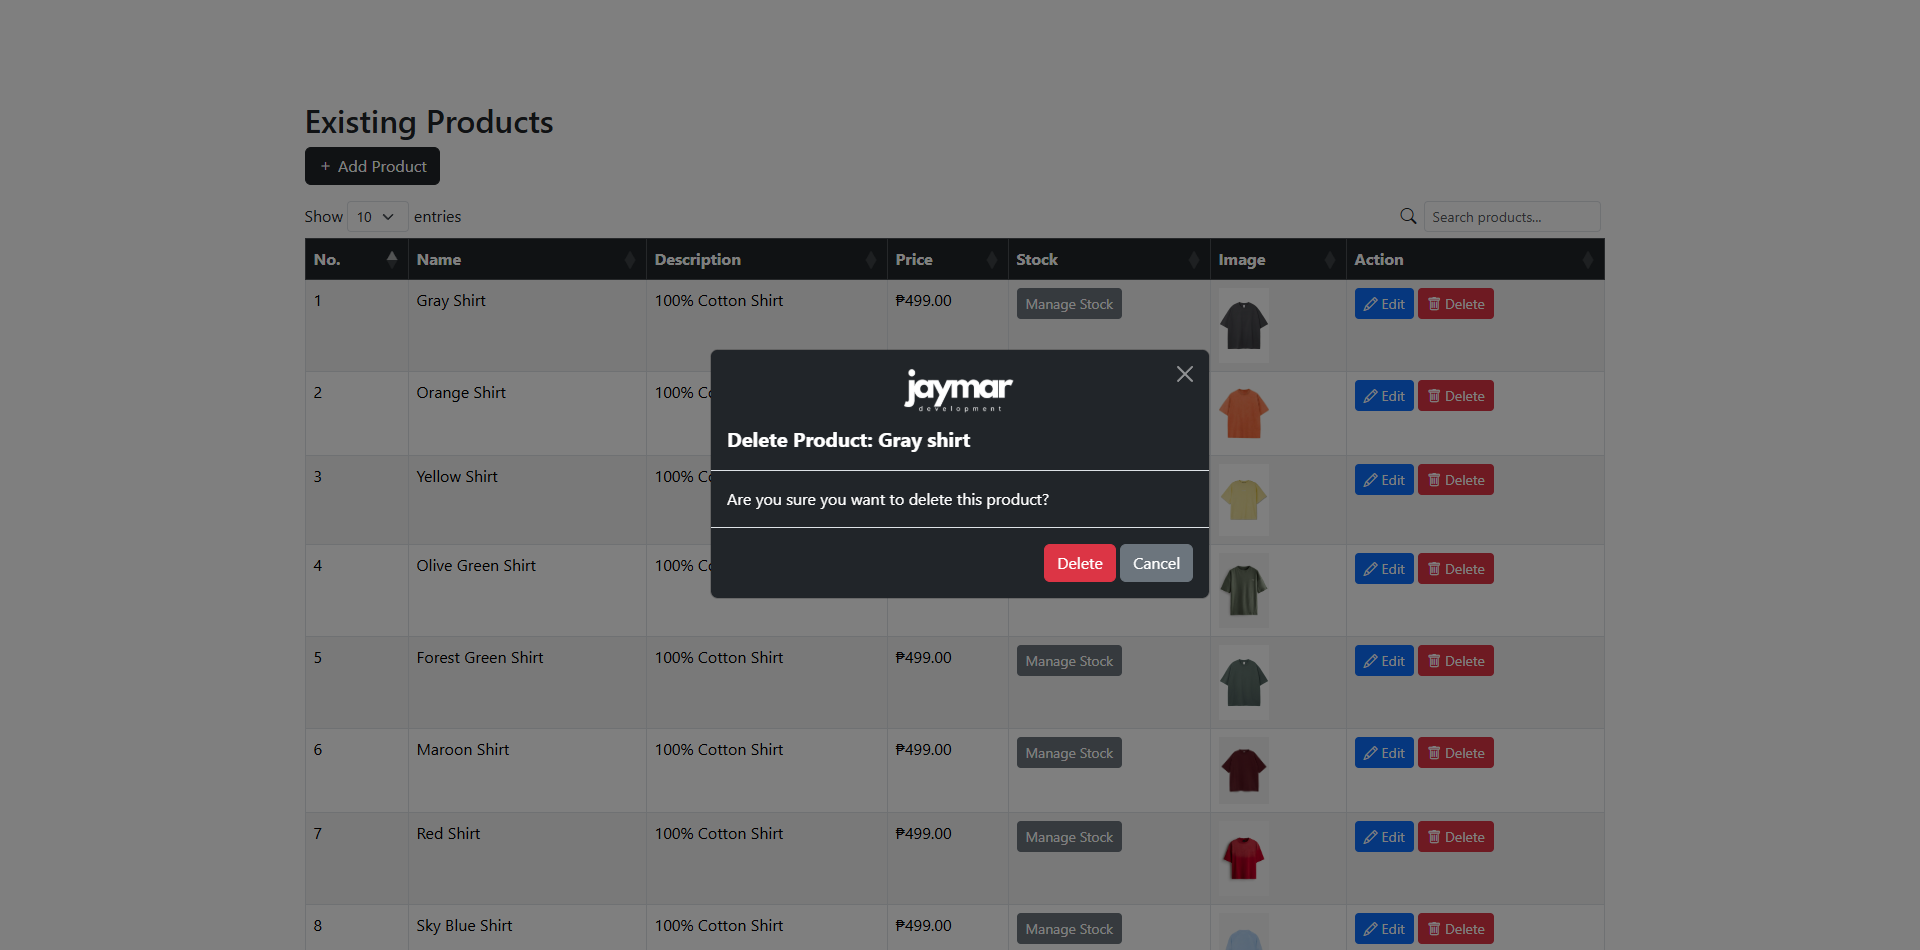 Existing Products
+ Add Product
Show 10 entries
Search products...
No. Name Description Price Stock Image Action
1 Gray Shirt 100% Cotton Shirt ₱499.00 Manage Stock Edit Delete
2 Orange Shirt 100% Co Edit Delete
3 Yellow Shirt 100% Co Edit Delete
4 Olive Green Shirt 100% Co Edit Delete
5 Forest Green Shirt 100% Cotton Shirt ₱499.00 Manage Stock Edit Delete
6 Maroon Shirt 100% Cotton Shirt ₱499.00 Manage Stock Edit Delete
7 Red Shirt 100% Cotton Shirt ₱499.00 Manage Stock Edit Delete
8 Sky Blue Shirt 100% Cotton Shirt ₱499.00 Manage Stock Edit Delete
jaymar
development
Delete Product: Gray shirt
Are you sure you want to delete this product?
Delete Cancel